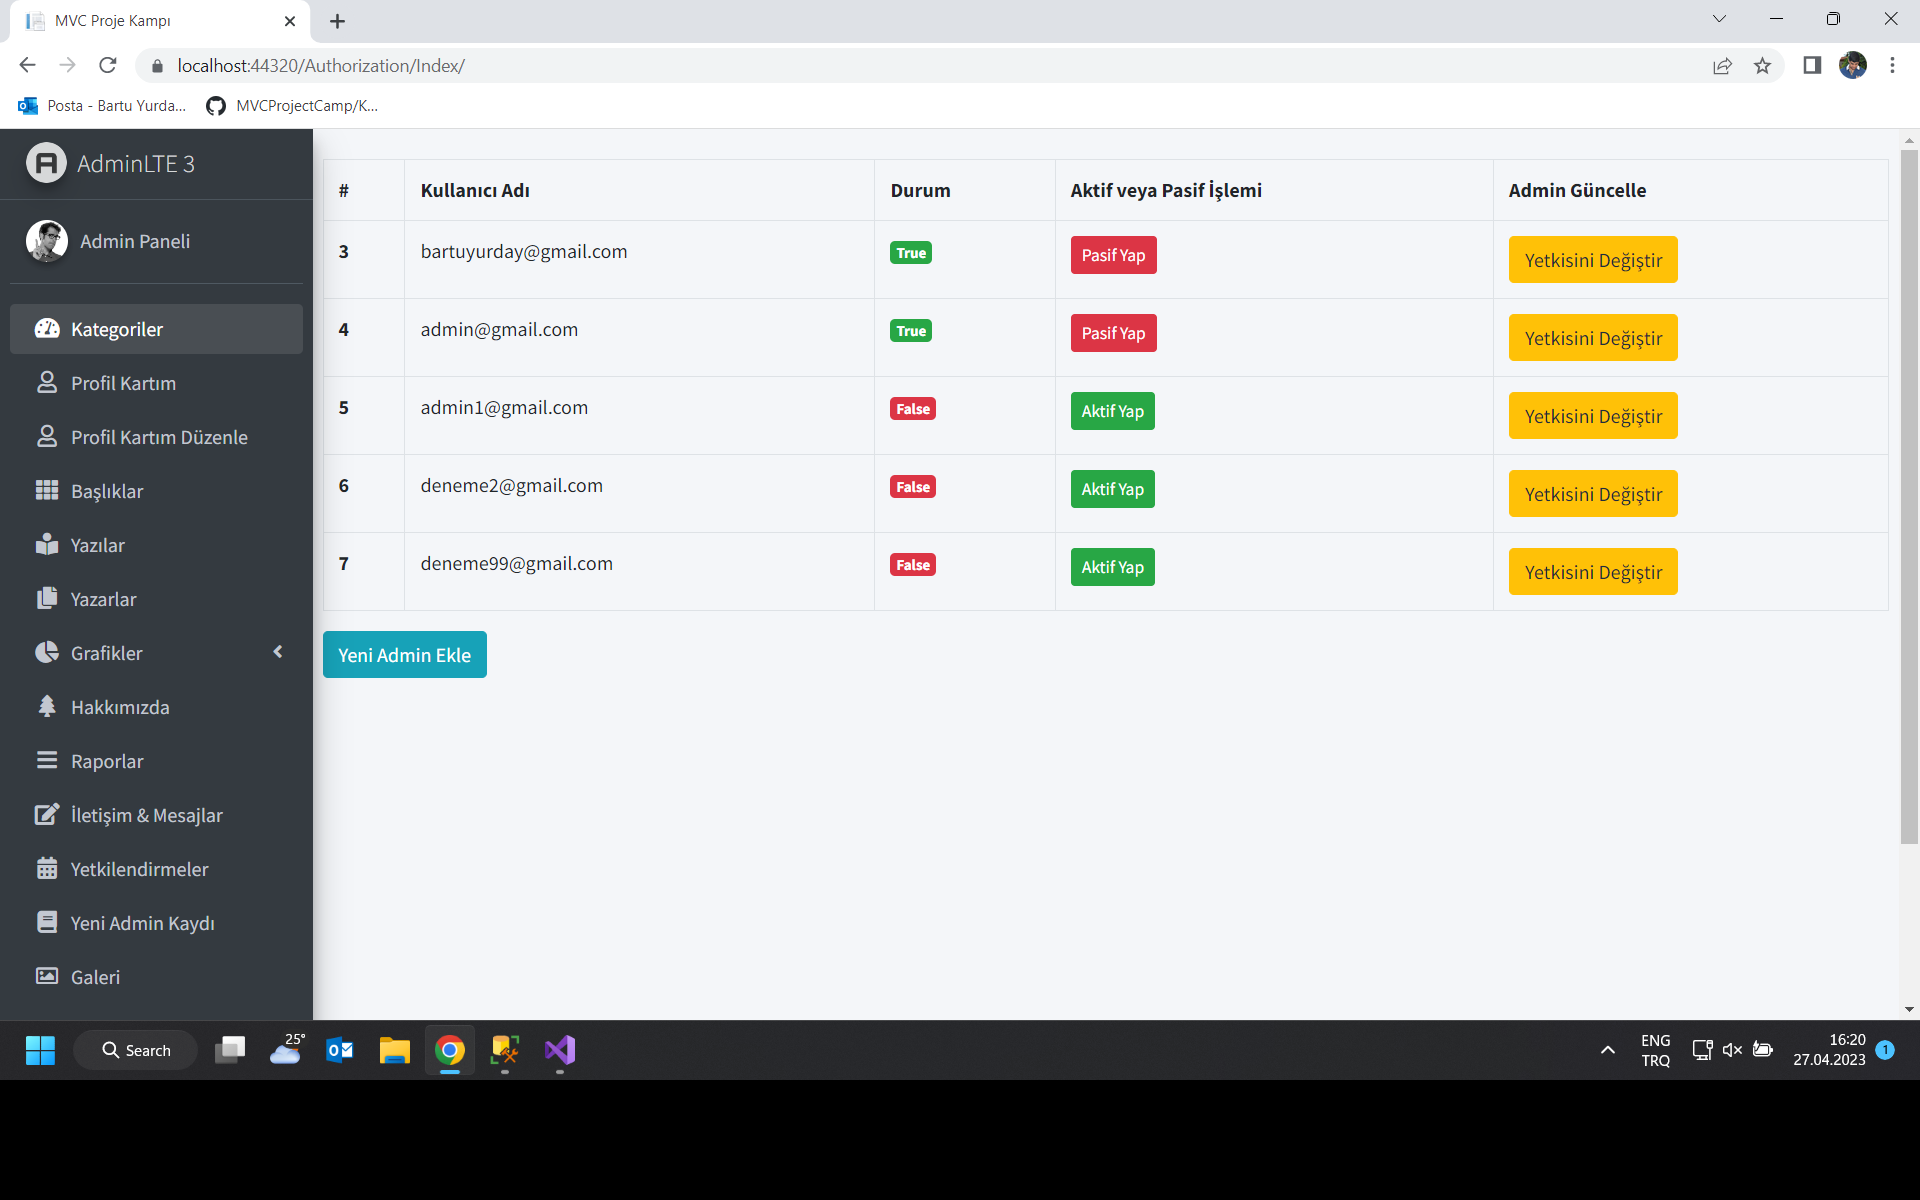 MVC Proje Kampı
localhost:44320/Authorization/Index/
Posta - Bartu Yurda...
MVCProjectCamp/K...
AdminLTE 3
Admin Paneli
Kategoriler
Profil Kartım
Profil Kartım Düzenle
Başlıklar
Yazılar
Yazarlar
Grafikler
Hakkımızda
Raporlar
İletişim & Mesajlar
Yetkilendirmeler
Yeni Admin Kaydı
Galeri
# Kullanıcı Adı Durum Aktif veya Pasif İşlemi Admin Güncelle
3 bartuyurday@gmail.com True Pasif Yap Yetkisini Değiştir
4 admin@gmail.com True Pasif Yap Yetkisini Değiştir
5 admin1@gmail.com False Aktif Yap Yetkisini Değiştir
6 deneme2@gmail.com False Aktif Yap Yetkisini Değiştir
7 deneme99@gmail.com False Aktif Yap Yetkisini Değiştir
Yeni Admin Ekle
Search
25°
ENG
TRQ
16:20
27.04.2023
1